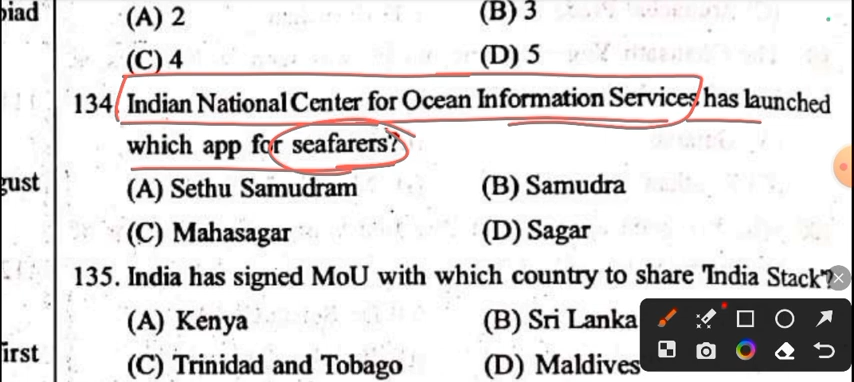 (A) 2
(B) 3
(C) 4
(D) 5
134. Indian National Center for Ocean Information Services has launched
which app for seafarers?
(A) Sethu Samudram
(B) Samudra
(C) Mahasagar
(D) Sagar
135. India has signed MoU with which country to share 'India Stack'?
(A) Kenya
(B) Sri Lanka
(C) Trinidad and Tobago
(D) Maldives